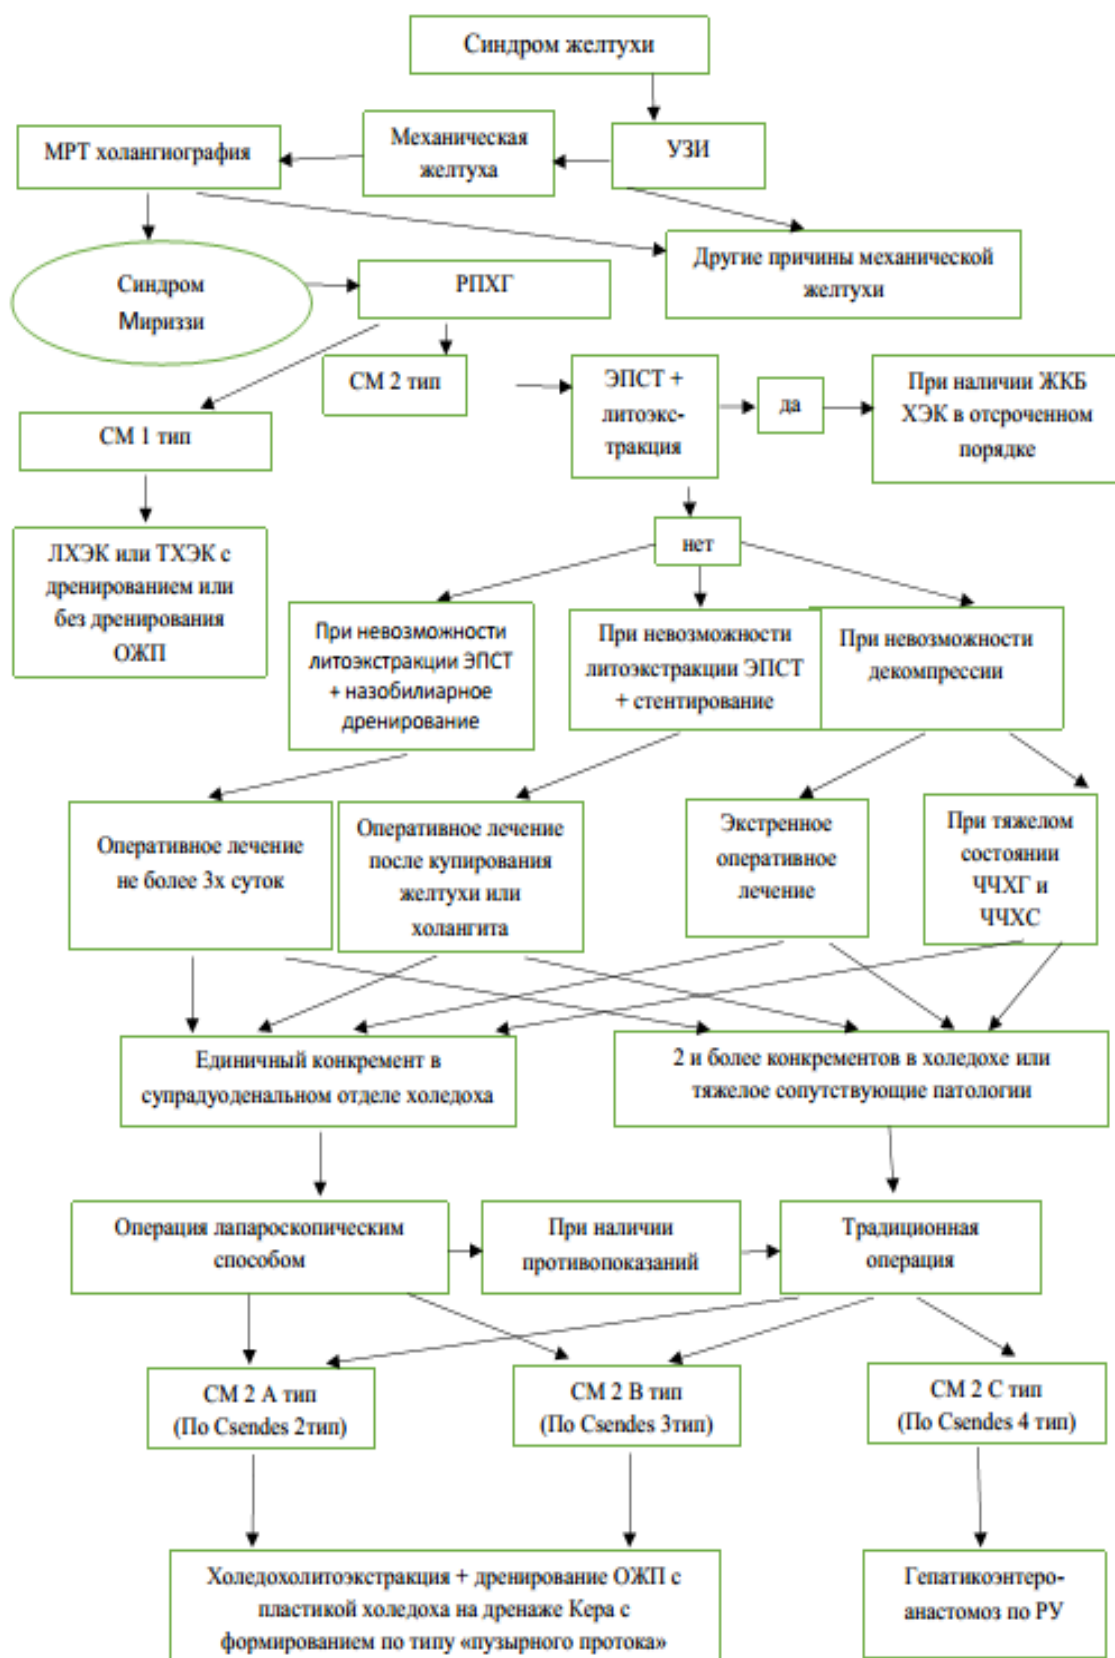 Синдром желтухи
МРТ холангиография
Механическая
желтуха
УЗИ
Другие причины механической
желтухи
Синдром
Мириззи
РПХГ
СМ 2 тип
ЭПСТ +
литоэкс-
тракция
да
При наличии ЖКБ
ХЭК в отсроченном
порядке
СМ 1 тип
ЛХЭК или ТХЭК с
дренированием или
без дренирования
ОЖП
нет
При невозможности
литоэкстракции ЭПСТ
+ назобилиарное
дренирование
При невозможности
литоэкстракции ЭПСТ
+ стентирование
При невозможности
декомпрессии
Оперативное лечение
не более 3х суток
Оперативное лечение
после купирования
желтухи или
холангита
Экстренное
оперативное
лечение
При тяжелом
состоянии
ЧЧХГ и
ЧЧХС
Единичный конкремент в
супрадуоденальном отделе холедоха
2 и более конкрементов в холедохе или
тяжелое сопутствующие патологии
Операция лапароскопическим
способом
При наличии
противопоказаний
Традиционная
операция
СМ 2 А тип
(По Csendes 2тип)
СМ 2 В тип
(По Csendes 3тип)
СМ 2 С тип
(По Csendes 4 тип)
Холедохолитоэкстракция + дренирование ОЖП с
пластикой холедоха на дренаже Кера с
формированием по типу «пузырного протока»
Гепатикоэнтеро-
анастомоз по РУ